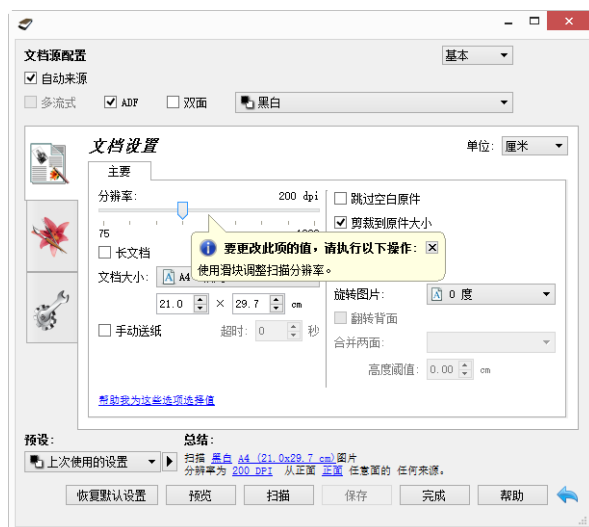 文档源配置
基本
自动来源
多流式 ADF 双面 黑白
文档设置
单位: 厘米
主要
分辨率: 200 dpi
75
跳过空白原件
剪裁到原件大小
要更改此项的值，请执行以下操作:
使用滑块调整扫描分辨率。
长文档
文档大小: A4
21.0 × 29.7 cm
手动送纸 超时: 0 秒
旋转图片: 0 度
翻转背面
合并两面:
高度阈值: 0.00 cm
帮助我为这些选项选择值
预设:
上次使用的设置
总结:
扫描 黑白 A4 (21.0x29.7 cm)图片
分辨率为 200 DPI 从正面 正面 任意面的 任何来源。
恢复默认设置 预览 扫描 保存 完成 帮助